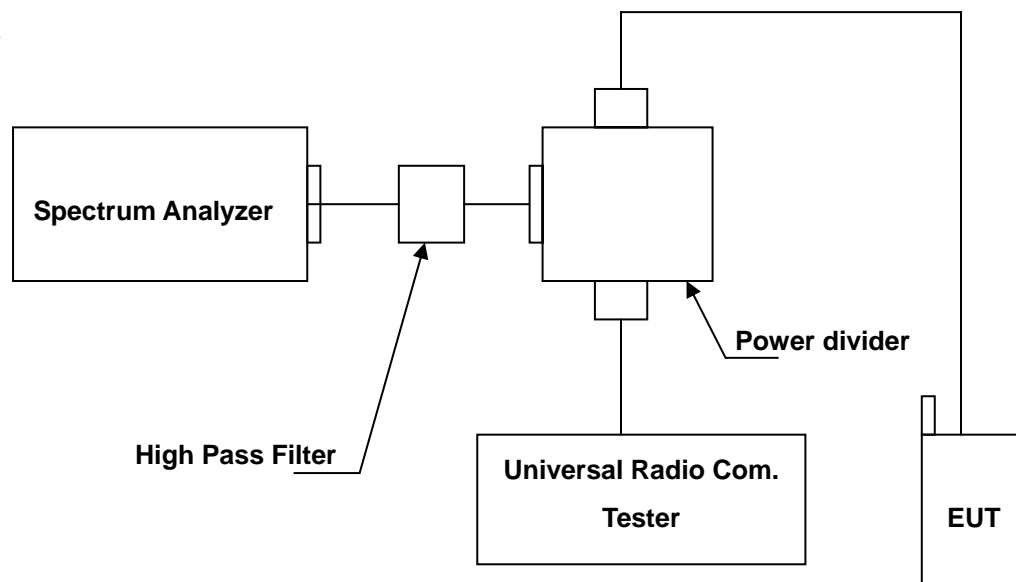 Spectrum Analyzer
Power divider
High Pass Filter
Universal Radio Com.
Tester
EUT